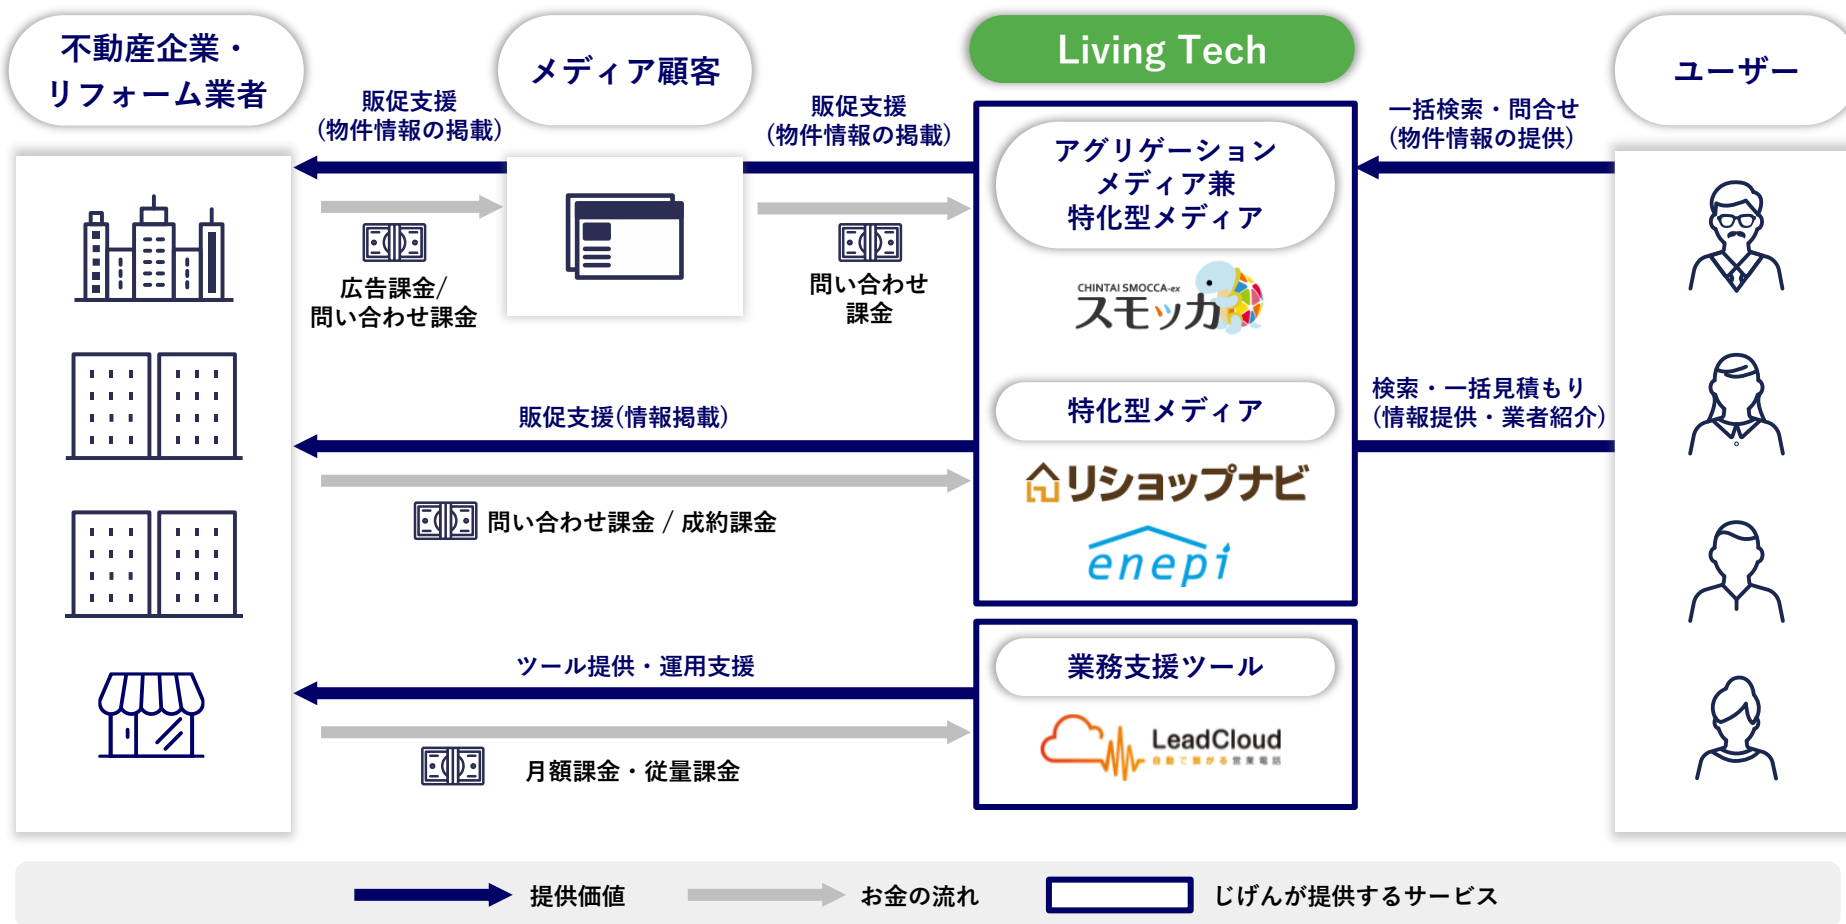 不動産企業・
リフォーム業者
メディア顧客
Living Tech
ユーザー
販促支援
(物件情報の掲載)
販促支援
(物件情報の掲載)
一括検索・問合せ
(物件情報の提供)
アグリゲーション
メディア兼
特化型メディア
広告課金/
問い合わせ課金
問い合わせ
課金
CHINTAI SMOCCA-ex
スモッカ
販促支援(情報掲載)
特化型メディア
検索・一括見積もり
(情報提供・業者紹介)
リショップナビ
問い合わせ課金 / 成約課金
enepi
ツール提供・運用支援
業務支援ツール
LeadCloud
自動で繋がる営業電話
月額課金・従量課金
提供価値
お金の流れ
じげんが提供するサービス